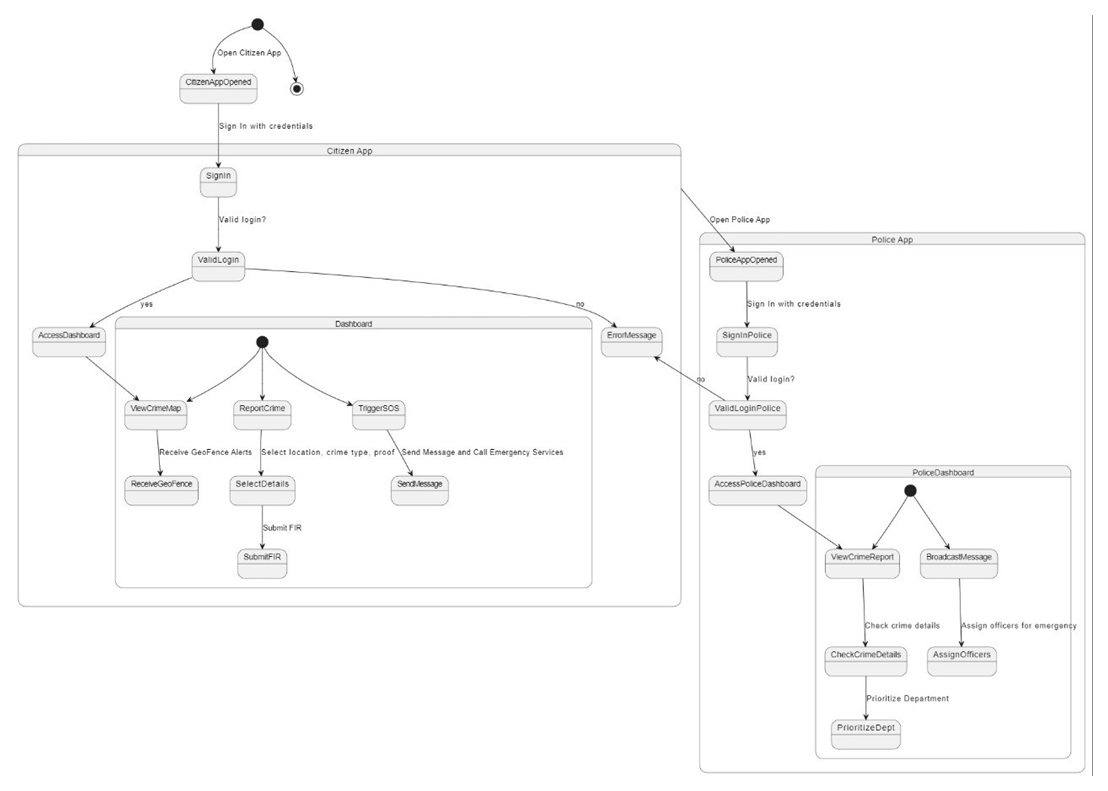 Open Citizen App
CitizenAppOpened
Sign In with credentials
Citizen App
SignIn
Valid login?
ValidLogin
yes
no
AccessDashboard
Dashboard
ErrorMessage
ViewCrimeMap
ReportCrime
TriggerSOS
Receive GeoFence Alerts
Select location, crime type, proof
Send Message and Call Emergency Services
ReceiveGeoFence
SelectDetails
SendMessage
Submit FIR
SubmitFIR
Open Police App
Police App
PoliceAppOpened
Sign In with credentials
SignInPolice
Valid login?
no
ValidLoginPolice
yes
AccessPoliceDashboard
PoliceDashboard
ViewCrimeReport
BroadcastMessage
Check crime details
Assign officers for emergency
CheckCrimeDetails
AssignOfficers
Prioritize Department
PrioritizeDept